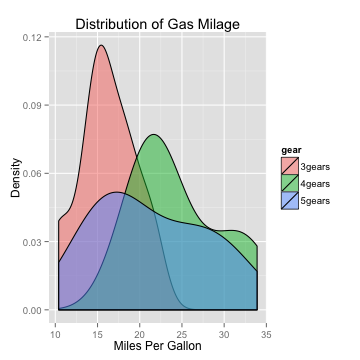 Distribution of Gas Milage
0.12
0.09
0.06
0.03
0.00
Density
10 15 20 25 30 35
Miles Per Gallon
gear
3gears
4gears
5gears